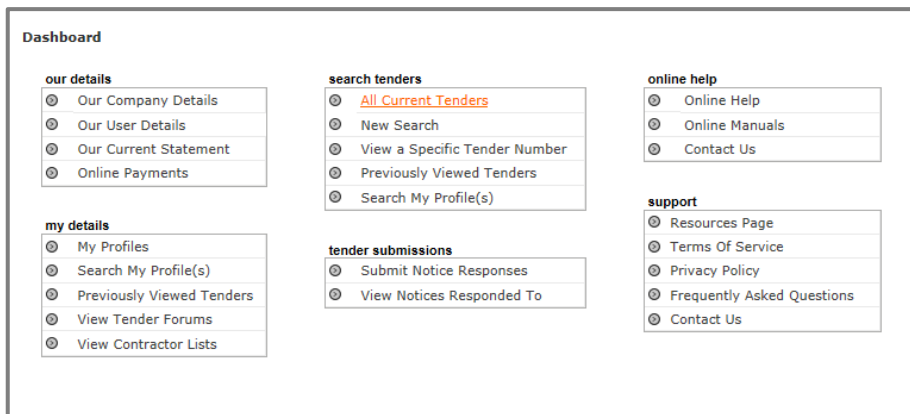 Dashboard
our details
Our Company Details
Our User Details
Our Current Statement
Online Payments
my details
My Profiles
Search My Profile(s)
Previously Viewed Tenders
View Tender Forums
View Contractor Lists
search tenders
All Current Tenders
New Search
View a Specific Tender Number
Previously Viewed Tenders
Search My Profile(s)
tender submissions
Submit Notice Responses
View Notices Responded To
online help
Online Help
Online Manuals
Contact Us
support
Resources Page
Terms Of Service
Privacy Policy
Frequently Asked Questions
Contact Us